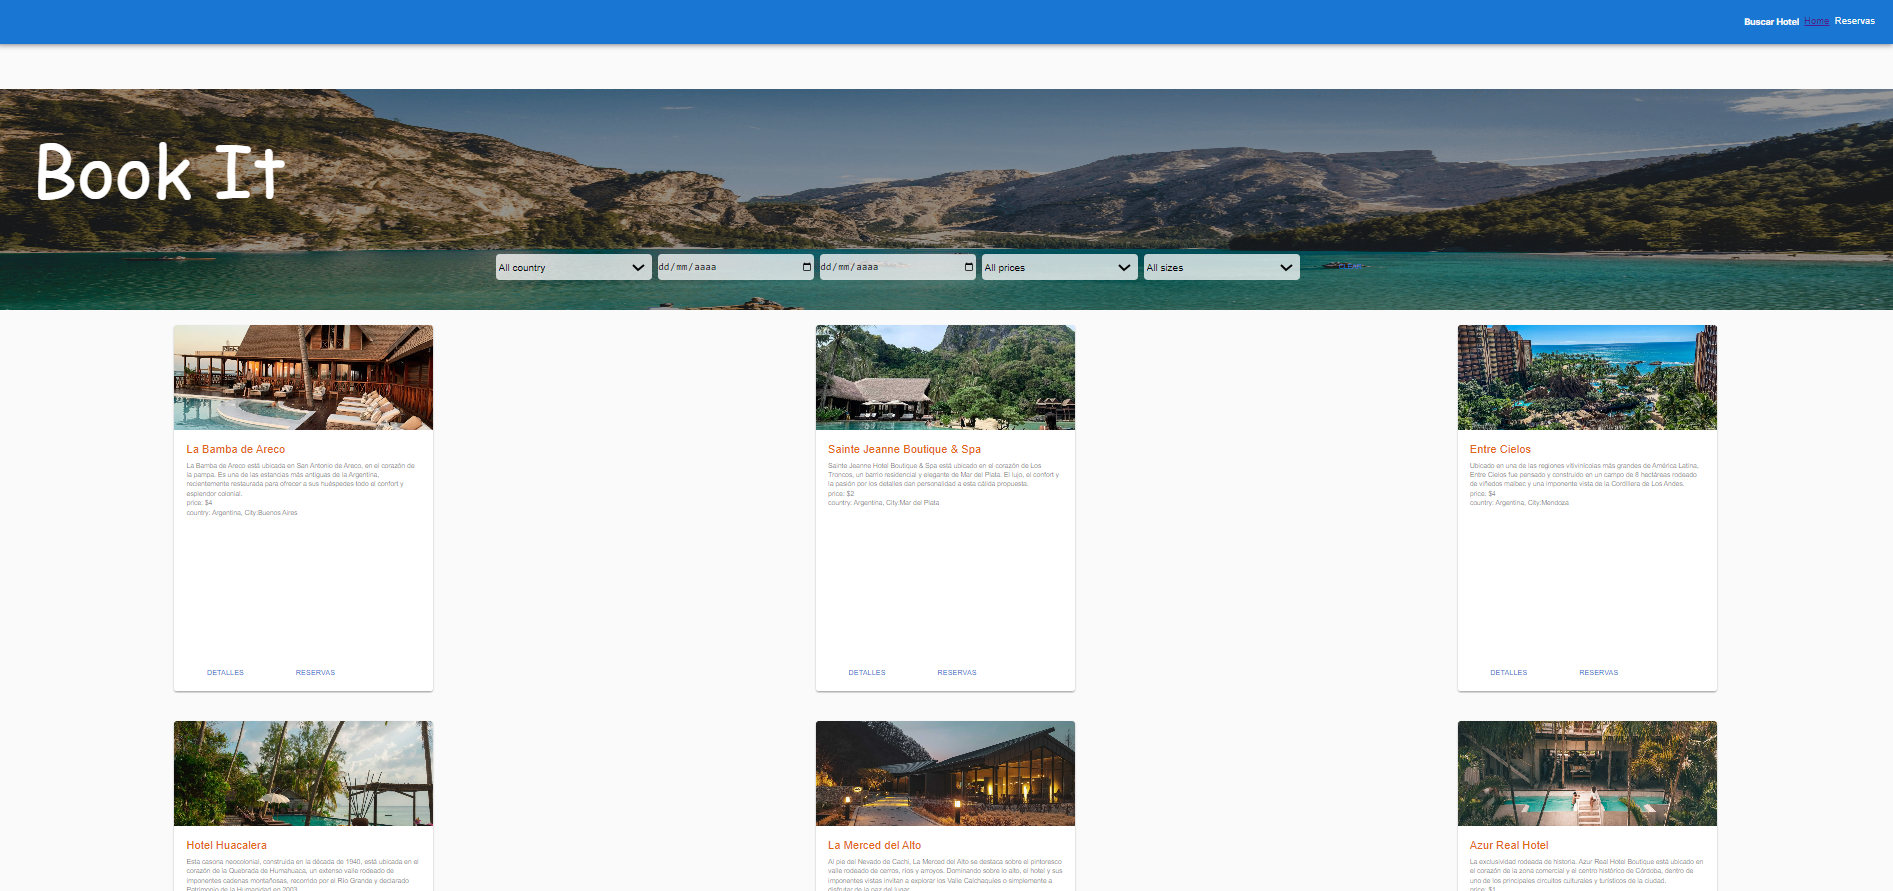 Buscar Hotel Home Reservas
Book It
All country dd/mm/aaaa dd/mm/aaaa All prices All sizes
La Bamba de Areco
La Bamba de Areco está ubicada en San Antonio de Areco, en el corazón de
la pampa. Es una de las estancias más antiguas de la Argentina,
recientemente restaurada para ofrecer a sus huéspedes todo el confort y
esplendor colonial.
price: $4
country: Argentina, City:Buenos Aires
DETALLES RESERVAS
Sainte Jeanne Boutique & Spa
Sainte Jeanne Hotel Boutique & Spa está ubicado en el corazón de Los
Troncos, un barrio residencial y elegante de Mar del Plata. El lujo, el confort y
la pasión por los detalles dan personalidad a esta cálida propuesta.
price: $2
country: Argentina, City:Mar del Plata
DETALLES RESERVAS
Entre Cielos
Ubicado en una de las regiones vitivinícolas más grandes de América Latina,
Entre Cielos fue pensado y construido en un campo de 8 hectáreas rodeado
de viñedos malbec y una imponente vista de la Cordillera de Los Andes.
price: $4
country: Argentina, City:Mendoza
DETALLES RESERVAS
Hotel Huacalera
Esta casona neocolonial, construida en la década de 1940, está ubicada en el
corazón de la Quebrada de Humahuaca, un extenso valle rodeado de
imponentes cadenas montañosas, recorrido por el Río Grande y declarado
Patrimonio de la Humanidad en 2003.
La Merced del Alto
Al pie del Nevado de Cachi, La Merced del Alto se destaca sobre el pintoresco
valle rodeado de cerros, ríos y arroyos. Dominando sobre lo alto, el hotel y sus
imponentes vistas invitan a explorar los Valle Calchaquíes o simplemente a
disfrutar de la paz del lugar.
Azur Real Hotel
La exclusividad rodeada de historia. Azur Real Hotel Boutique está ubicado en
el corazón de la zona comercial y el centro histórico de Córdoba, dentro de
uno de los principales circuitos culturales y turísticos de la ciudad.
price: $1